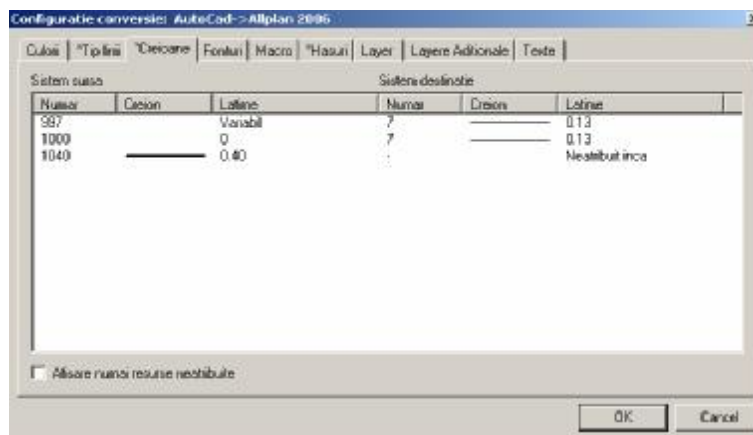 Configuratie conversie: AutoCad->Allplan 2006
Culori *Tip linii *Creioane Fonturi Macro *Hasuri Layer Layere Aditionale Texte
Sistem sursa Sistem destinatie
Numar Creion Latime Numar Creion Latime
997 Variabil 7 0.13
1000 0 7 0.13
1040 0.40 - Neatribuit inca
Afisare numai resurse neatribuite
OK Cancel